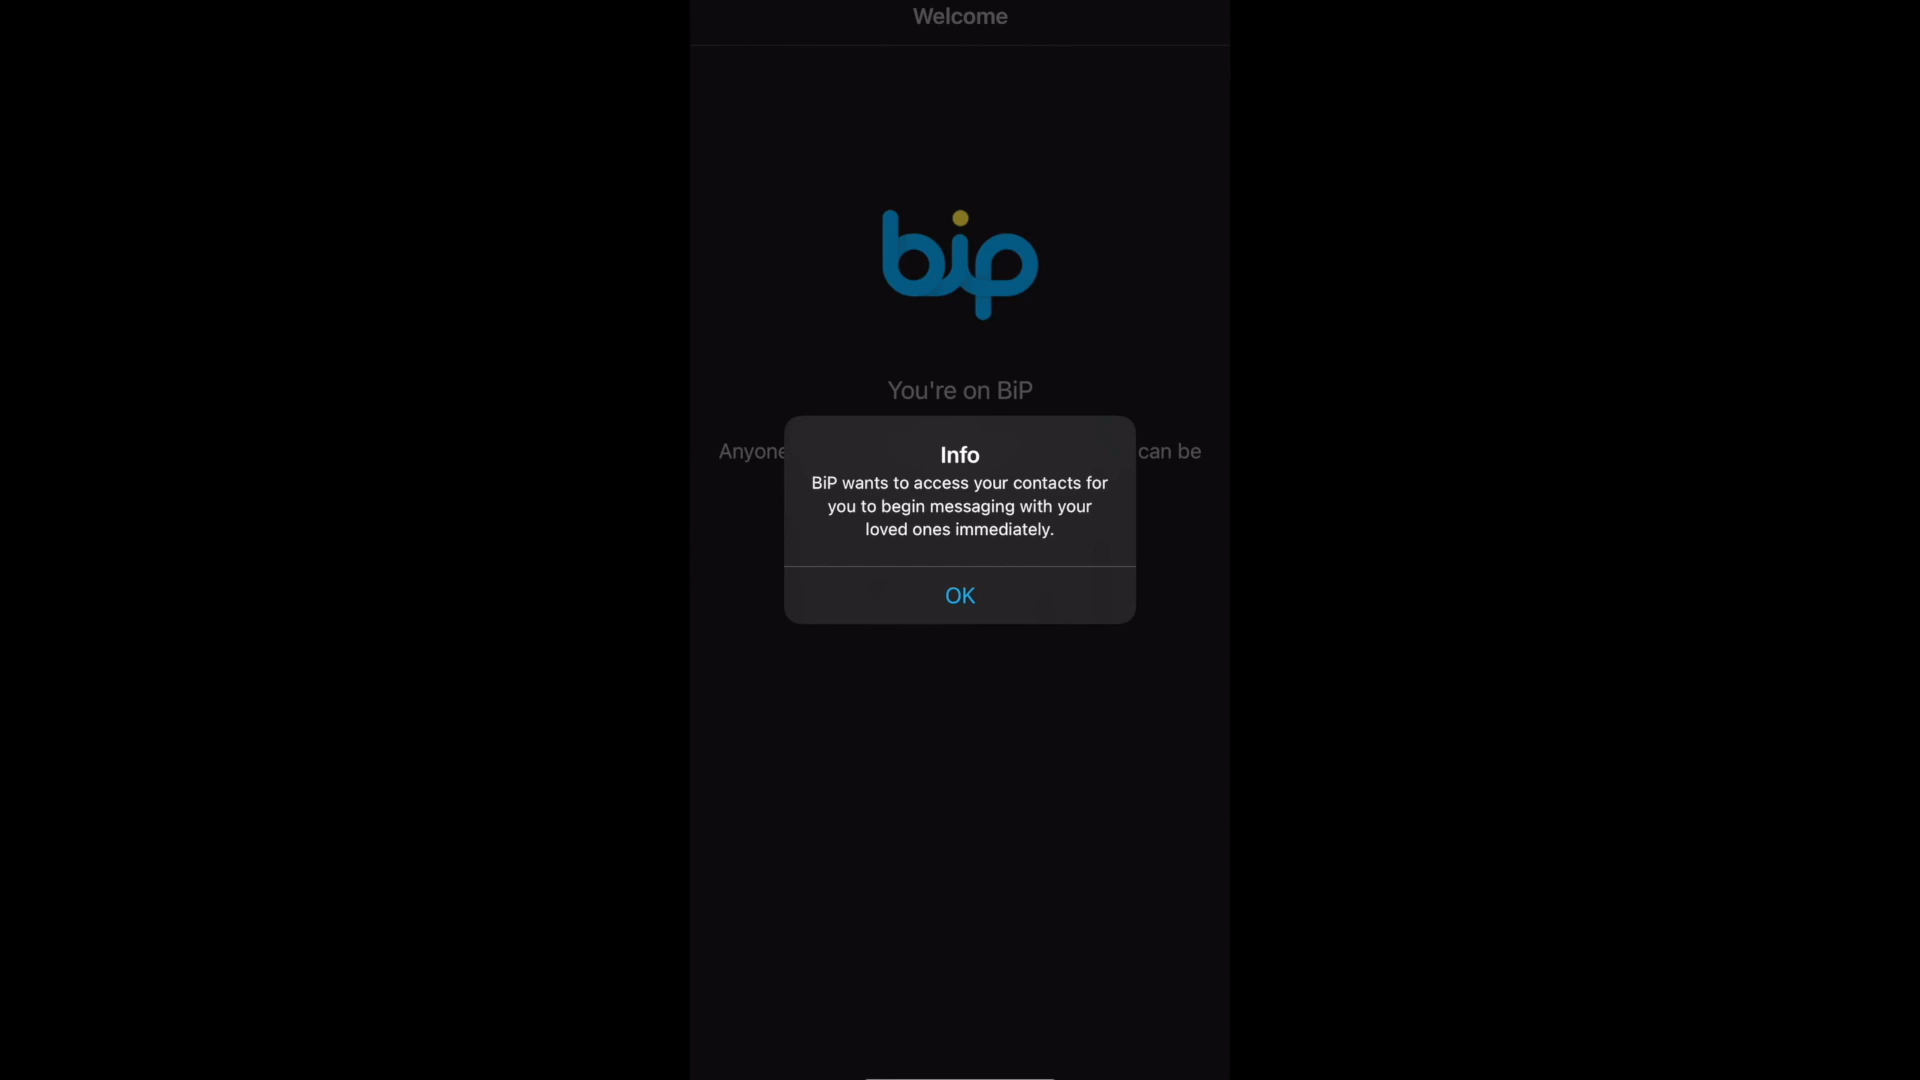 Welcome
bip
You're on BiP
Anyone can be
Info
BiP wants to access your contacts for
you to begin messaging with your
loved ones immediately.
OK